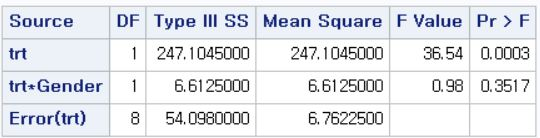 Source DF Type III SS Mean Square F Value Pr > F
trt 1 247.1045000 247.1045000 36.54 0.0003
trt*Gender 1 6.6125000 6.6125000 0.98 0.3517
Error(trt) 8 54.0980000 6.7622500